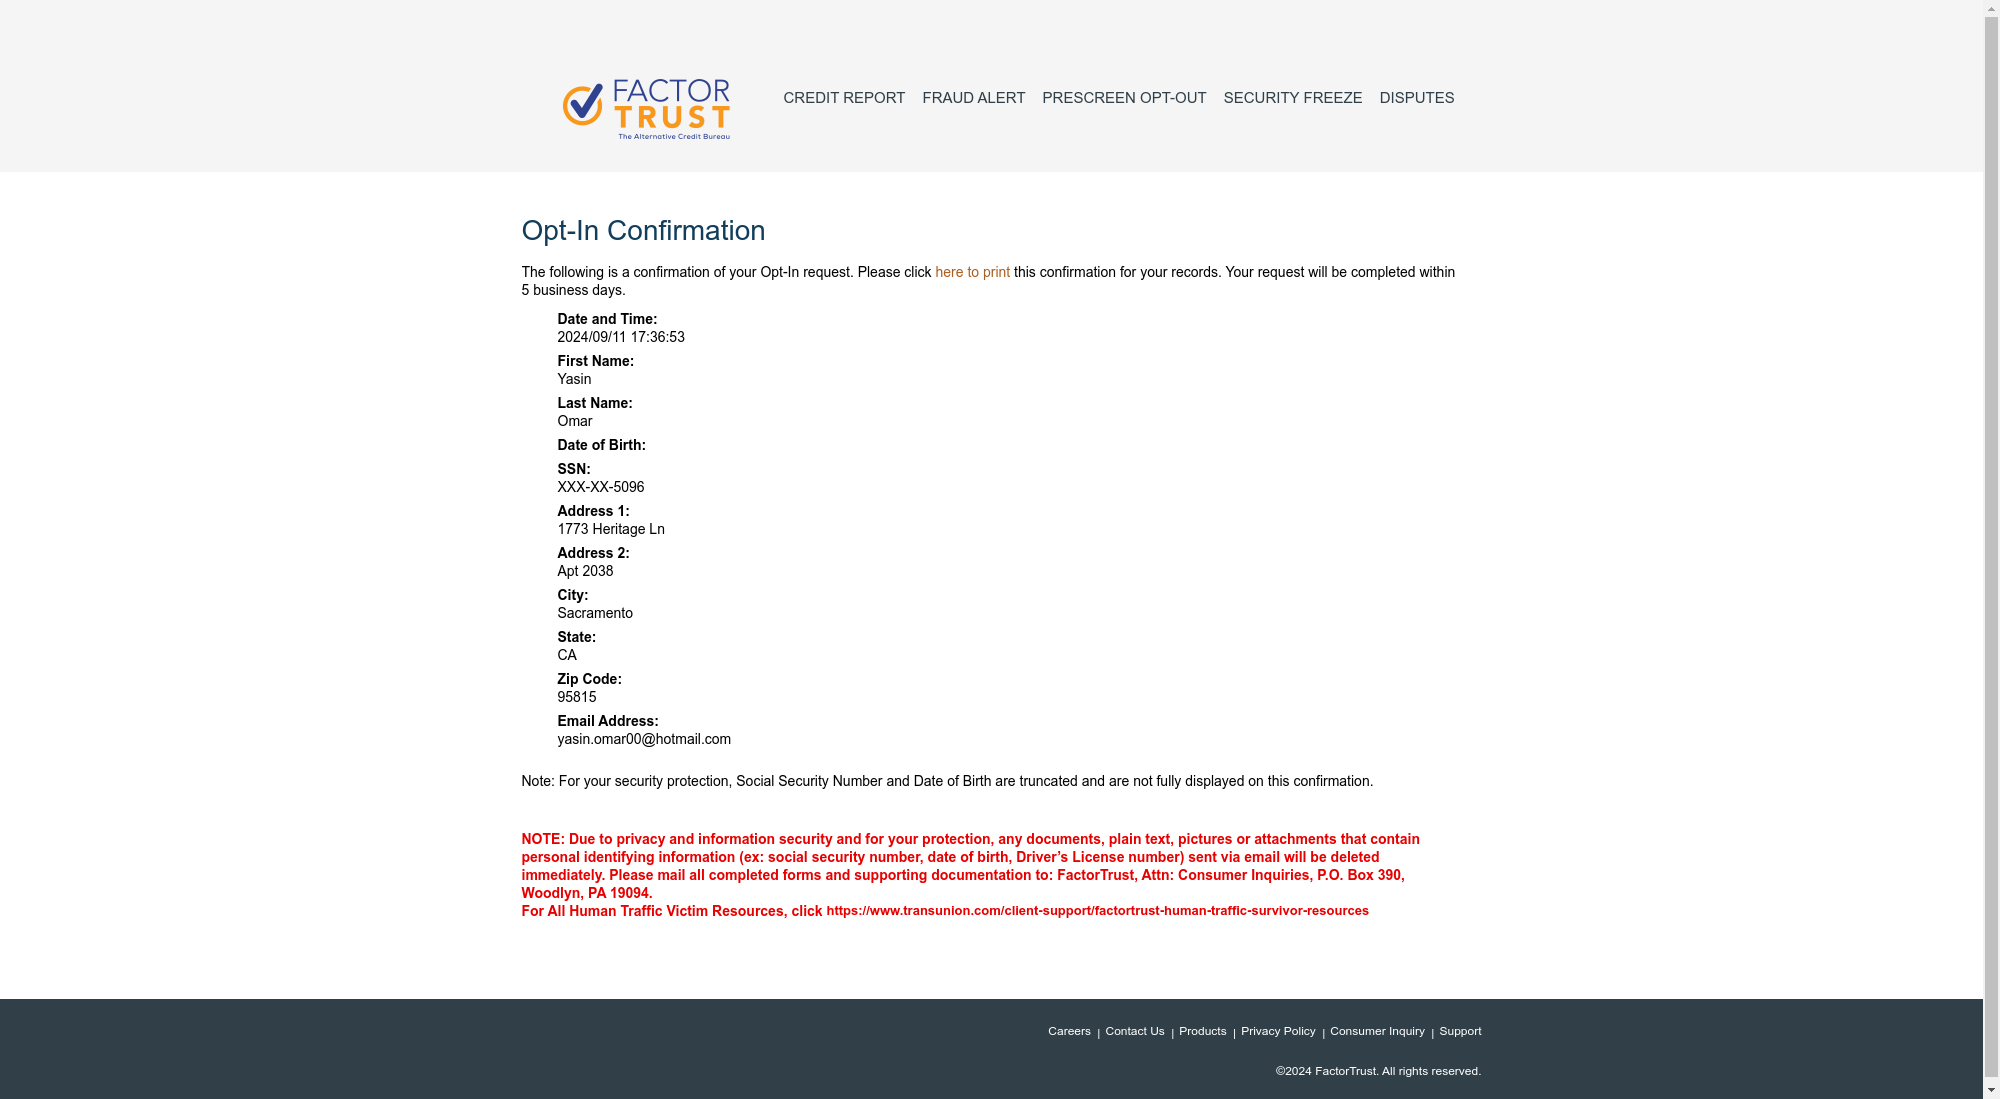 FACTOR
TRUST
The Alternative Credit Bureau
CREDIT REPORT FRAUD ALERT PRESCREEN OPT-OUT SECURITY FREEZE DISPUTES
Opt-In Confirmation
The following is a confirmation of your Opt-In request. Please click here to print this confirmation for your records. Your request will be completed within
5 business days.
Date and Time:
2024/09/11 17:36:53
First Name:
Yasin
Last Name:
Omar
Date of Birth:
SSN:
XXX-XX-5096
Address 1:
1773 Heritage Ln
Address 2:
Apt 2038
City:
Sacramento
State:
CA
Zip Code:
95815
Email Address:
yasin.omar00@hotmail.com
Note: For your security protection, Social Security Number and Date of Birth are truncated and are not fully displayed on this confirmation.
NOTE: Due to privacy and information security and for your protection, any documents, plain text, pictures or attachments that contain
personal identifying information (ex: social security number, date of birth, Driver’s License number) sent via email will be deleted
immediately. Please mail all completed forms and supporting documentation to: FactorTrust, Attn: Consumer Inquiries, P.O. Box 390,
Woodlyn, PA 19094.
For All Human Traffic Victim Resources, click https://www.transunion.com/client-support/factortrust-human-traffic-survivor-resources
Careers | Contact Us | Products | Privacy Policy | Consumer Inquiry | Support
©2024 FactorTrust. All rights reserved.